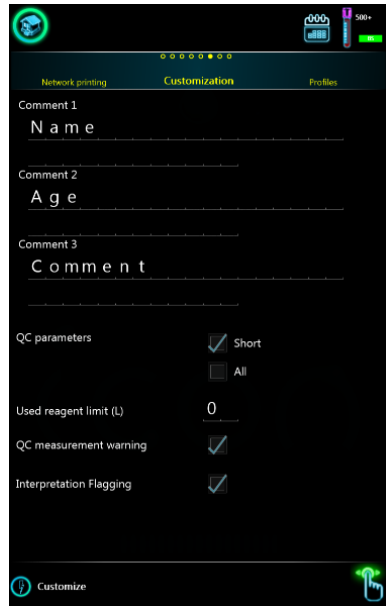 000
T
500+
m
Network printing
Customization
Profiles
Comment 1
Name
Comment 2
Age
Comment 3
Comment
QC parameters
Short
All
Used reagent limit (L)
0
QC measurement warning
Interpretation Flagging
Customize